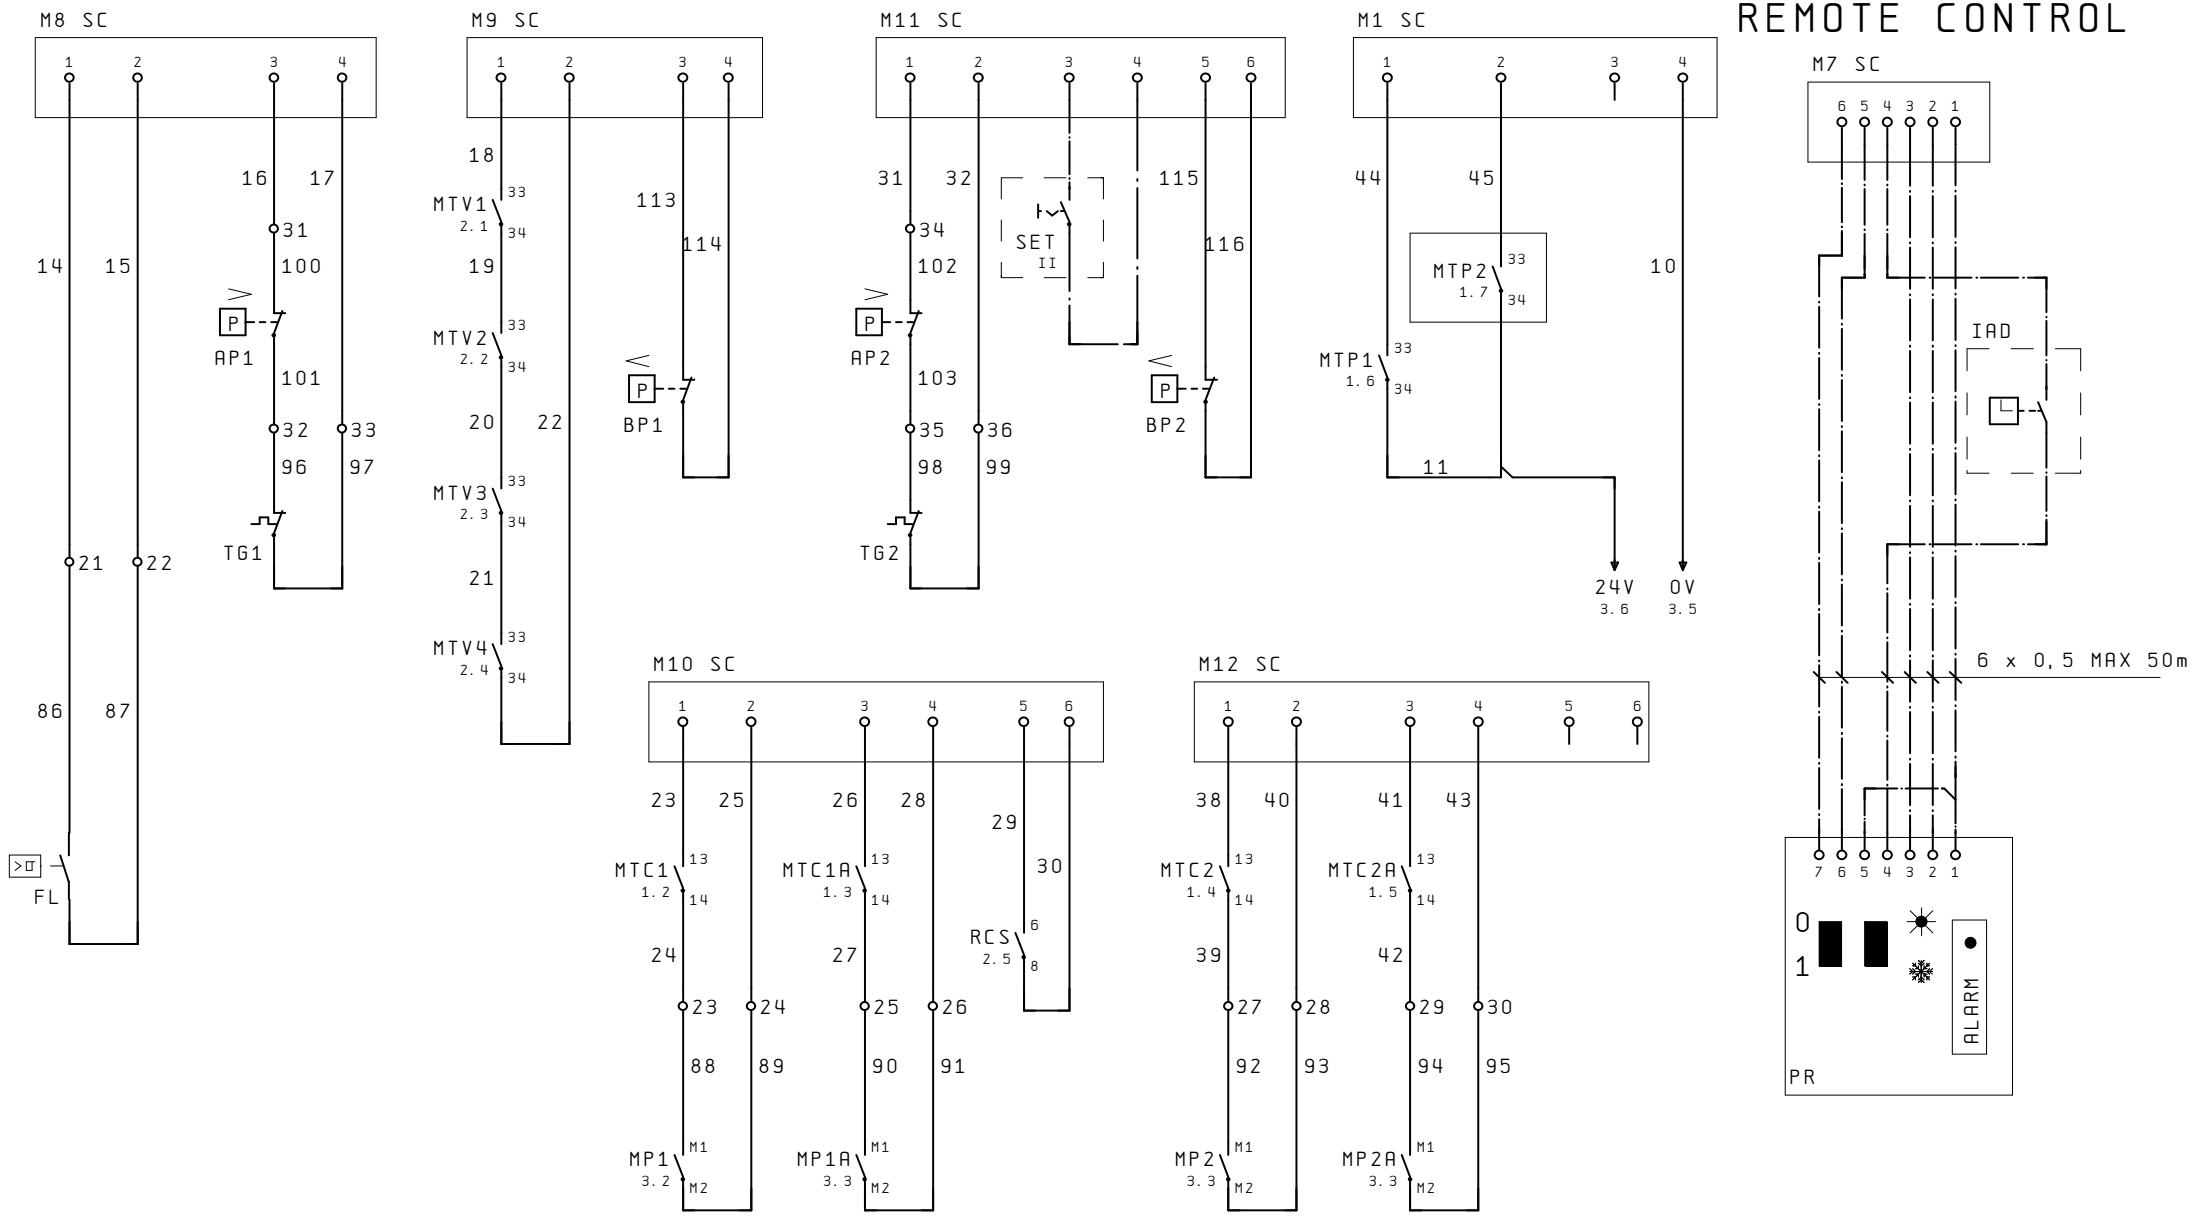 M8 SC M9 SC M11 SC M1 SC REMOTE CONTROL
M7 SC
1 2 3 4
1 2 3 4
1 2 3 4 5 6
1 2 3 4
6 5 4 3 2 1
14 15
16 17
31
100
>
P
AP1
101
32 33
96 97
TG1
21 22
86 87
>
FL
18
MTV1 33
2.1 34
19
MTV2 33
2.2 34
20 22
MTV3 33
2.3 34
21
MTV4 33
2.4 34
113
114
<
P
BP1
31 32
34
102
>
P
AP2
103
35 36
98 99
TG2
SET
II
115
116
<
P
BP2
44 45
MTP2 33
1.7 34
10
MTP1 33
1.6 34
11
24V 0V
3.6 3.5
IAD
6 x 0,5 MAX 50m
M10 SC
1 2 3 4 5 6
23 25 26 28
29
30
MTC1 13
1.2 14
MTC1A 13
1.3 14
RCS 6
2.5 8
24 27
23 24 25 26
88 89 90 91
MP1 M1
3.2 M2
MP1A M1
3.3 M2
M12 SC
1 2 3 4 5 6
38 40 41 43
MTC2 13
1.4 14
MTC2A 13
1.5 14
39 42
27 28 29 30
92 93 94 95
MP2 M1
3.3 M2
MP2A M1
3.3 M2
7 6 5 4 3 2 1
0
1
ALARM
PR